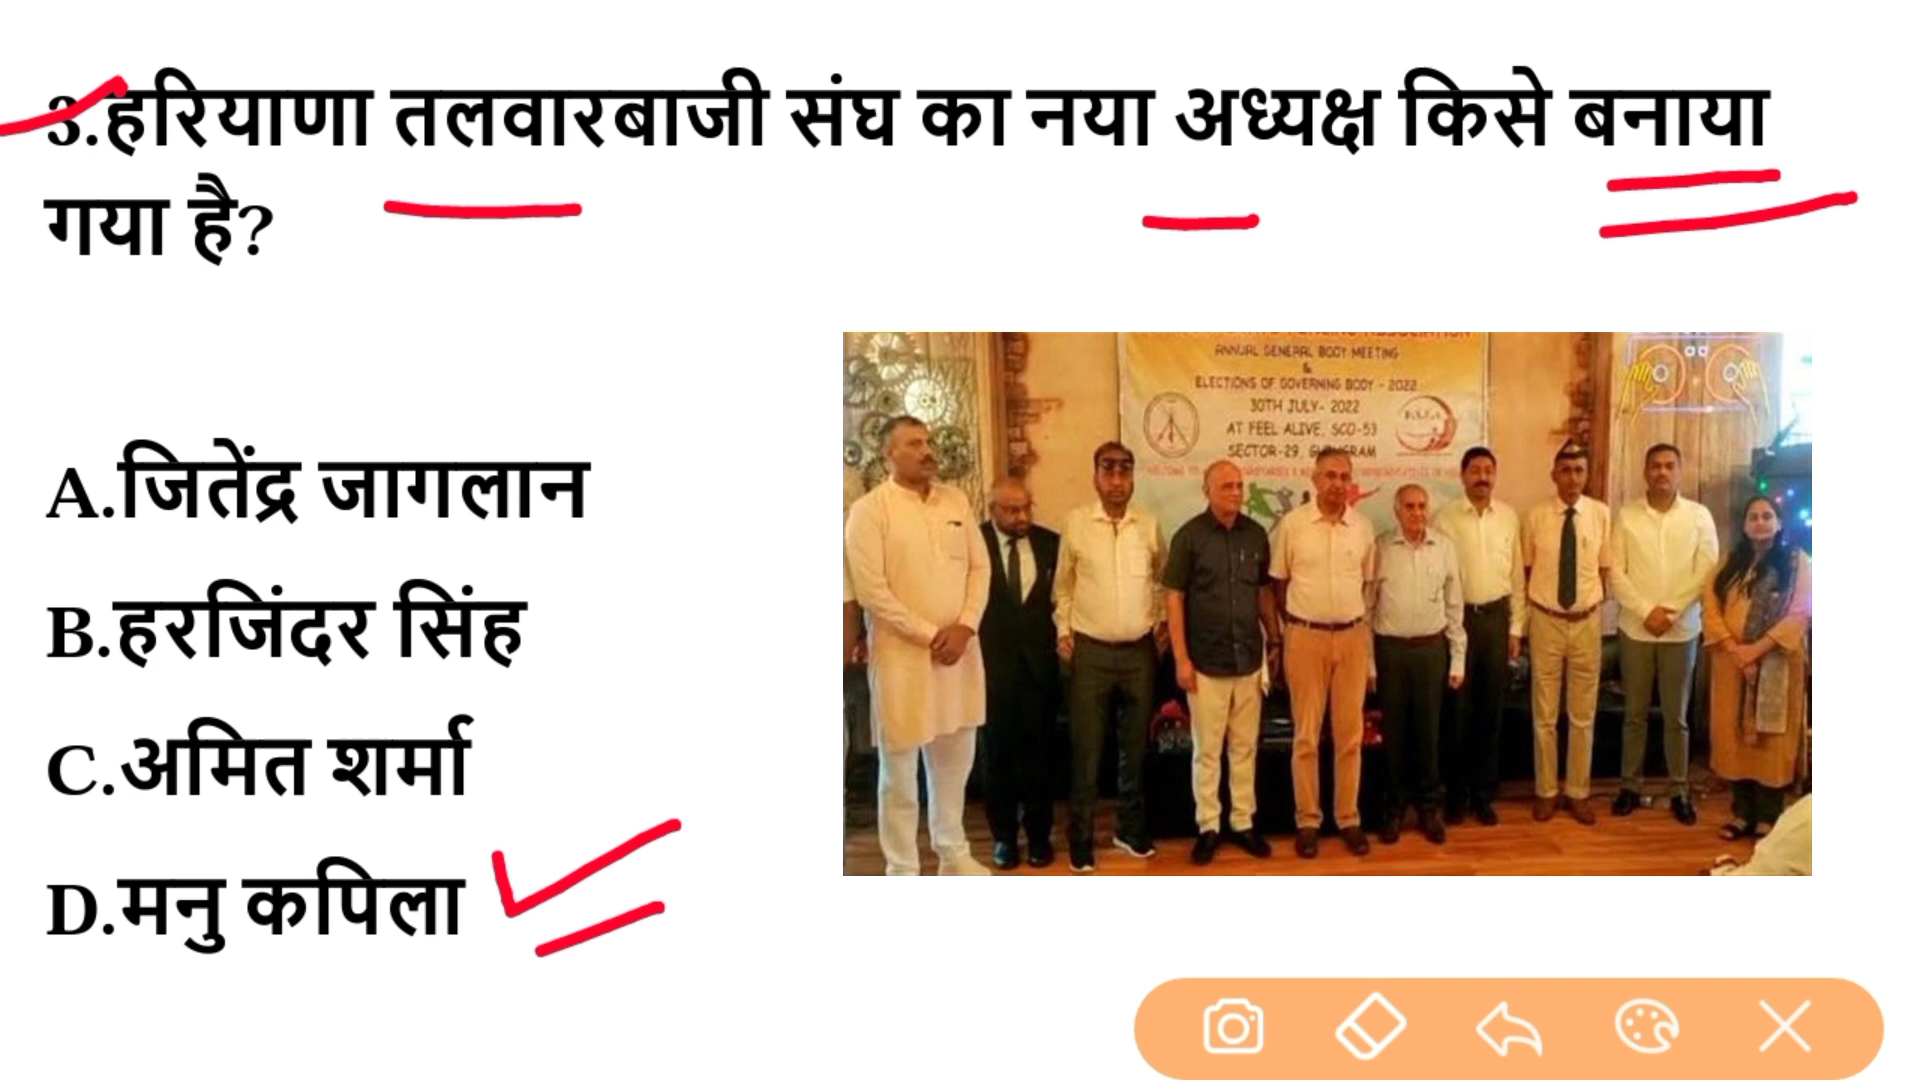 3.हरियाणा तलवारबाजी संघ का नया अध्यक्ष किसे बनाया
गया है?
A.जितेंद्र जागलान
B.हरजिंदर सिंह
C.अमित शर्मा
D.मनु कपिला
ANNUAL GENERAL BODY MEETING
&
ELECTIONS OF GOVERNING BODY - 2022
30TH JULY- 2022
AT FEEL ALIVE, SCO-53
SECTOR-29, GURUGRAM